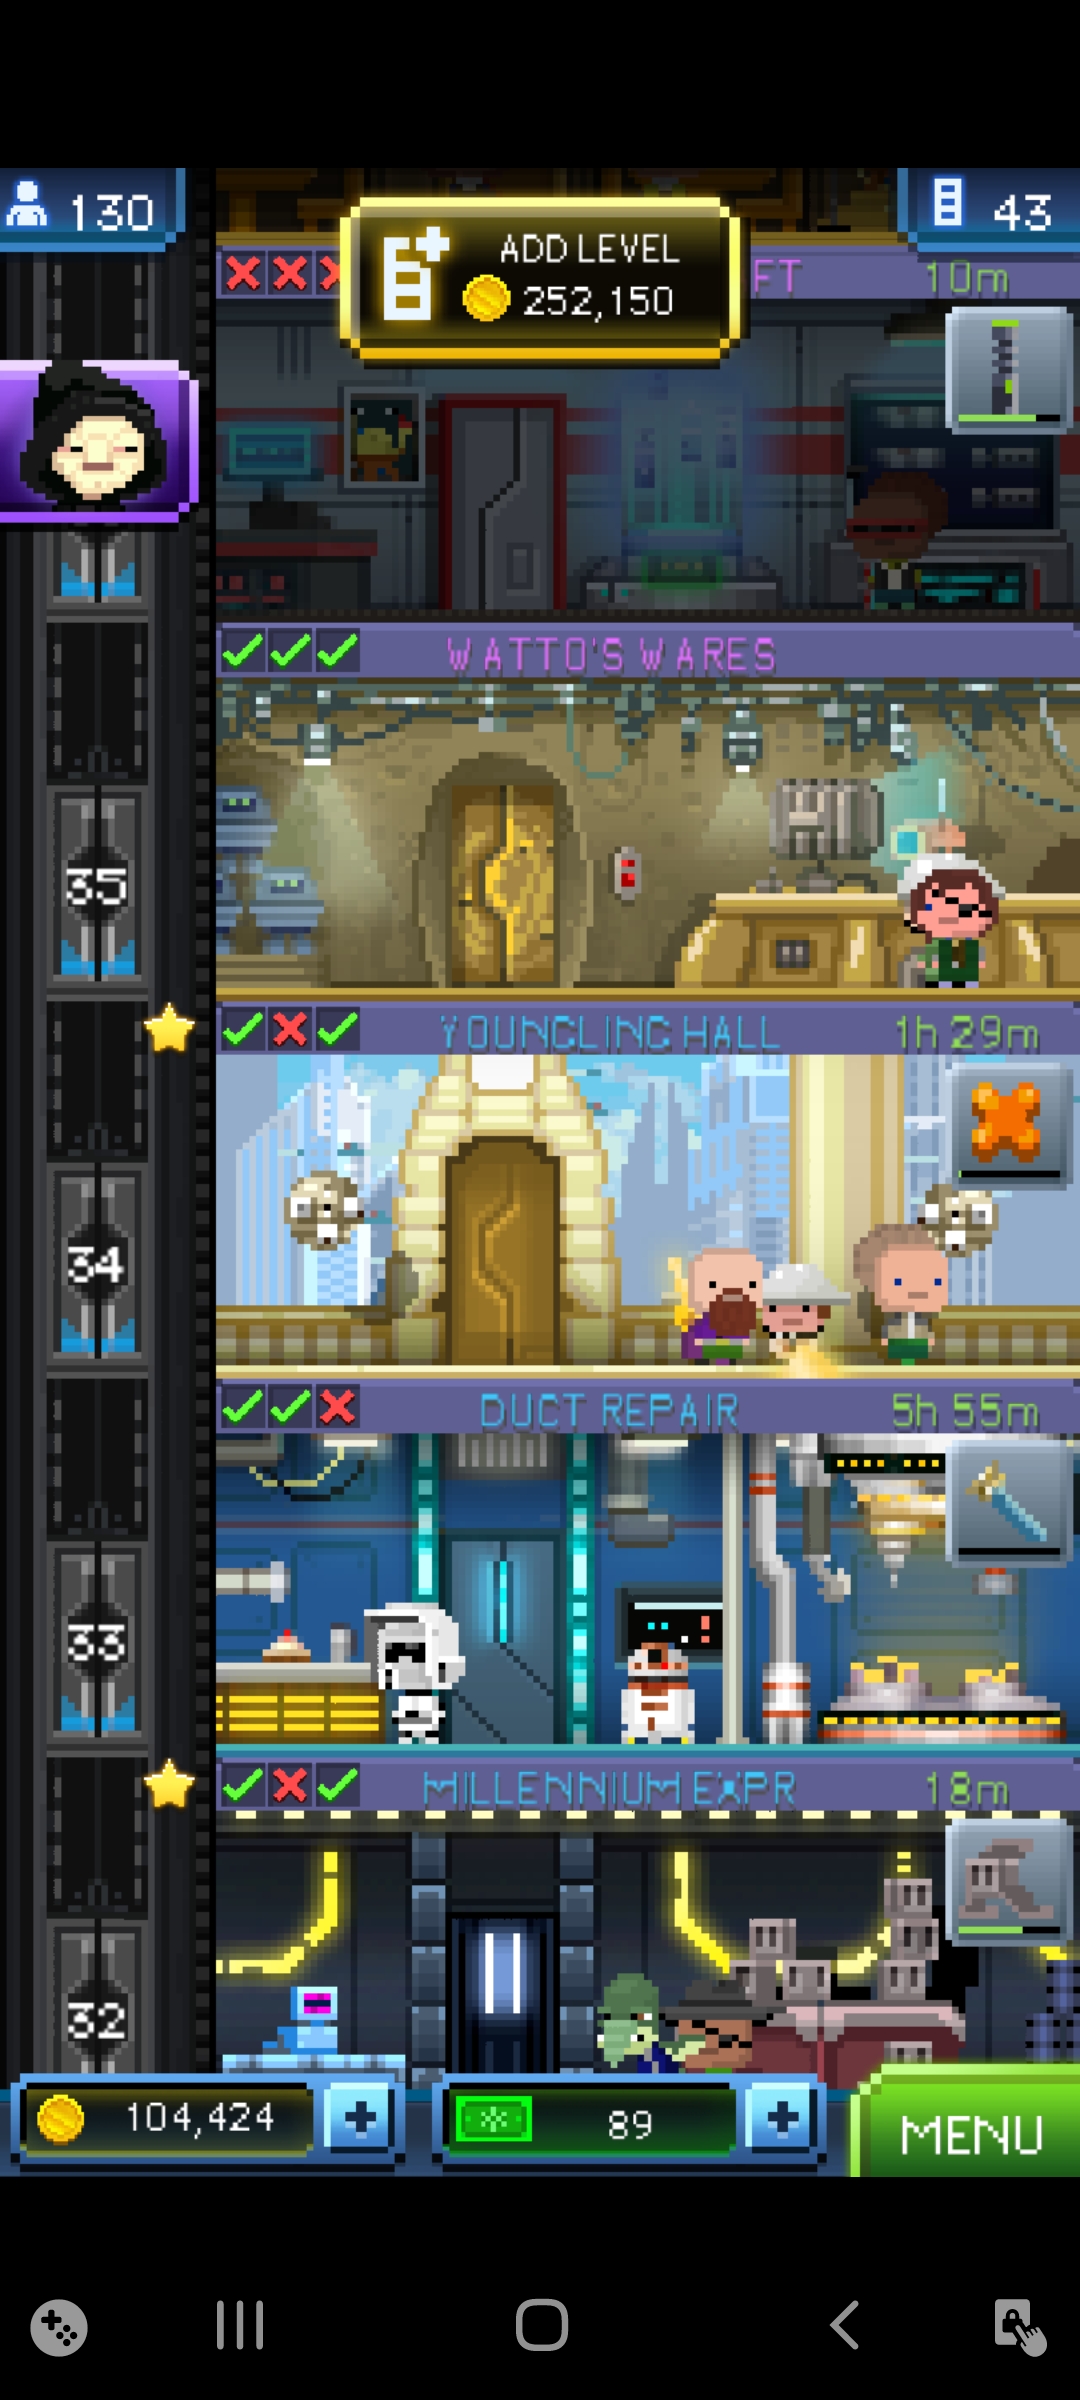 130
43
ADD LEVEL
252,150
FT
10m
WATTO'S WARES
35
YOUNGLING HALL
1h 29m
34
DUCT REPAIR
5h 55m
33
MILLENNIUM EXPR
18m
32
104,424
89
MENU